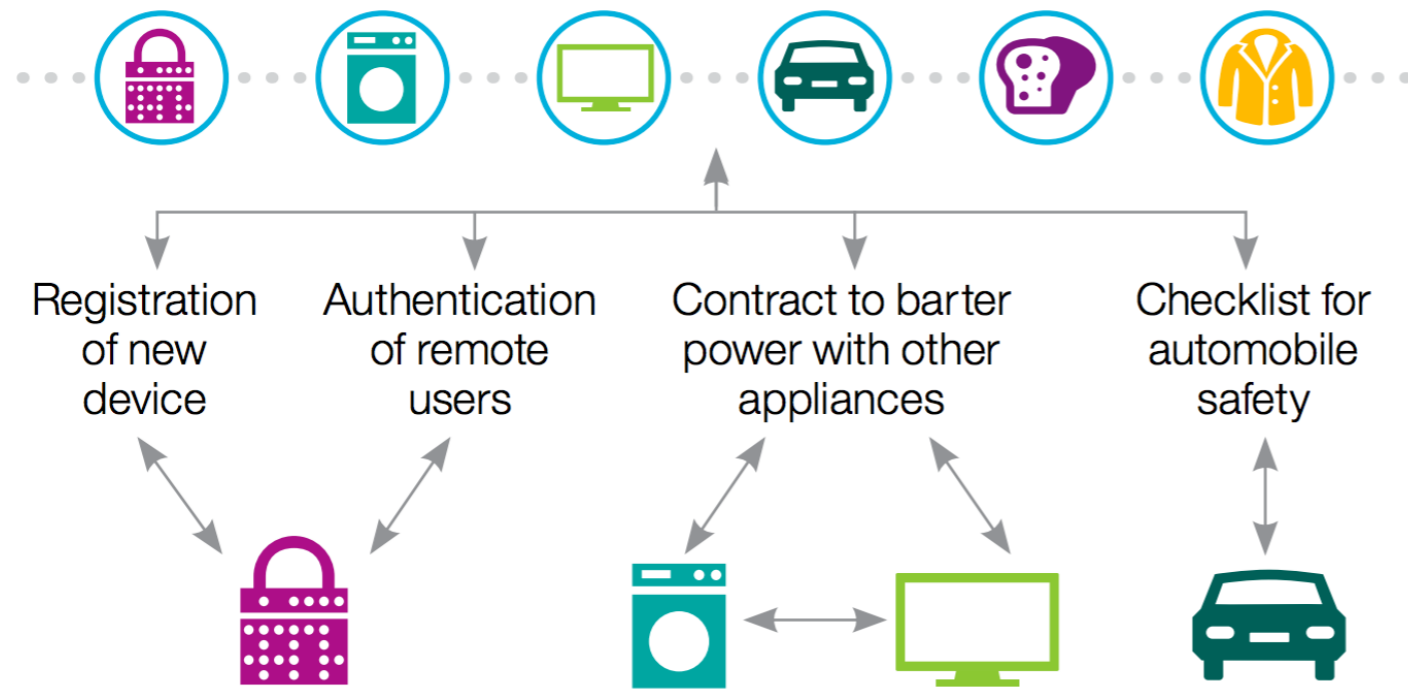 Registration
of new
device
Authentication
of remote
users
Contract to barter
power with other
appliances
Checklist for
automobile
safety